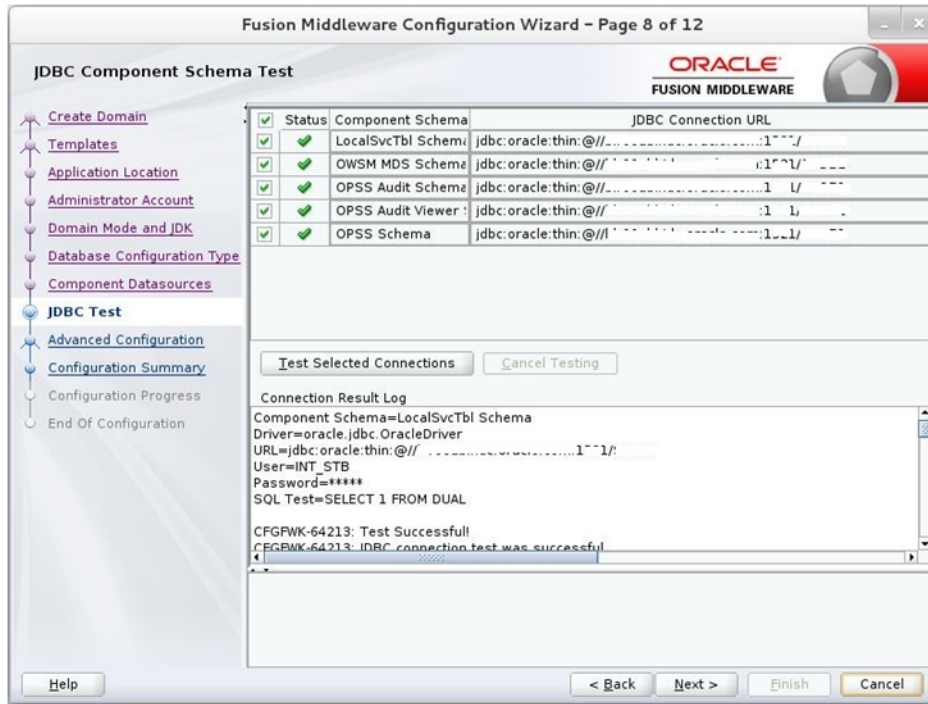 Fusion Middleware Configuration Wizard – Page 8 of 12
JDBC Component Schema Test
ORACLE
FUSION MIDDLEWARE
Create Domain
Templates
Application Location
Administrator Account
Domain Mode and JDK
Database Configuration Type
Component Datasources
JDBC Test
Advanced Configuration
Configuration Summary
Configuration Progress
End Of Configuration
Status Component Schema JDBC Connection URL
LocalSvcTbl Schema jdbc:oracle:thin:@//
OWSM MDS Schema jdbc:oracle:thin:@//
OPSS Audit Schema jdbc:oracle:thin:@//
OPSS Audit Viewer jdbc:oracle:thin:@//
OPSS Schema jdbc:oracle:thin:@//
Test Selected Connections Cancel Testing
Connection Result Log
Component Schema=LocalSvcTbl Schema
Driver=oracle.jdbc.OracleDriver
URL=jdbc:oracle:thin:@//
User=INT_STB
Password=*****
SQL Test=SELECT 1 FROM DUAL
CFGFWK-64213: Test Successful!
CFGFWK-64213: JDBC connection test was successful
Help < Back Next > Finish Cancel